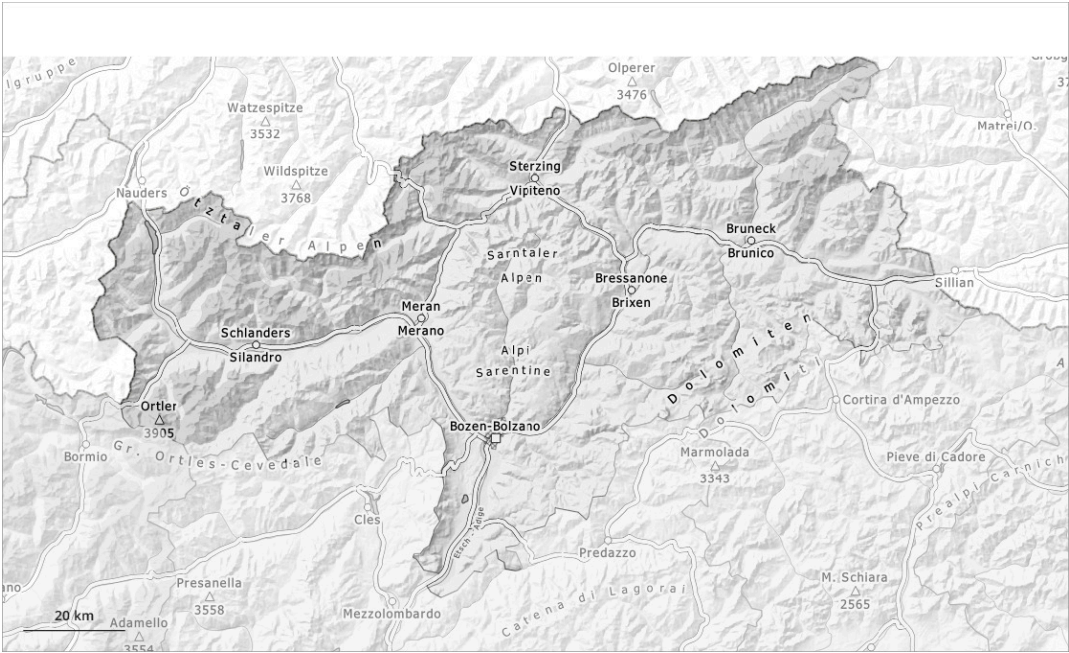 lgruppe
Olperer
3476
Watzespitze
3532
Matrei/O.
Sterzing
Wildspitze
3768
Vipiteno
Nauders
Ötztaler Alpen
Bruneck
Brunico
Sarntaler
Alpen
Bressanone
Brixen
Sillian
Meran
Merano
Schlanders
Silandro
Dolomiten
Dolomiti
Alpi
Sarentine
Ortler
3905
Cortina d'Ampezzo
Bozen-Bolzano
Gr. Ortles-Cevedale
Bormio
Marmolada
3343
Pieve di Cadore
Prealpi Carnich
Cles
Etsch - Adige
Predazzo
Presanella
3558
M. Schiara
2565
Catena di Lagorai
Mezzolombardo
20 km
Adamello
3554